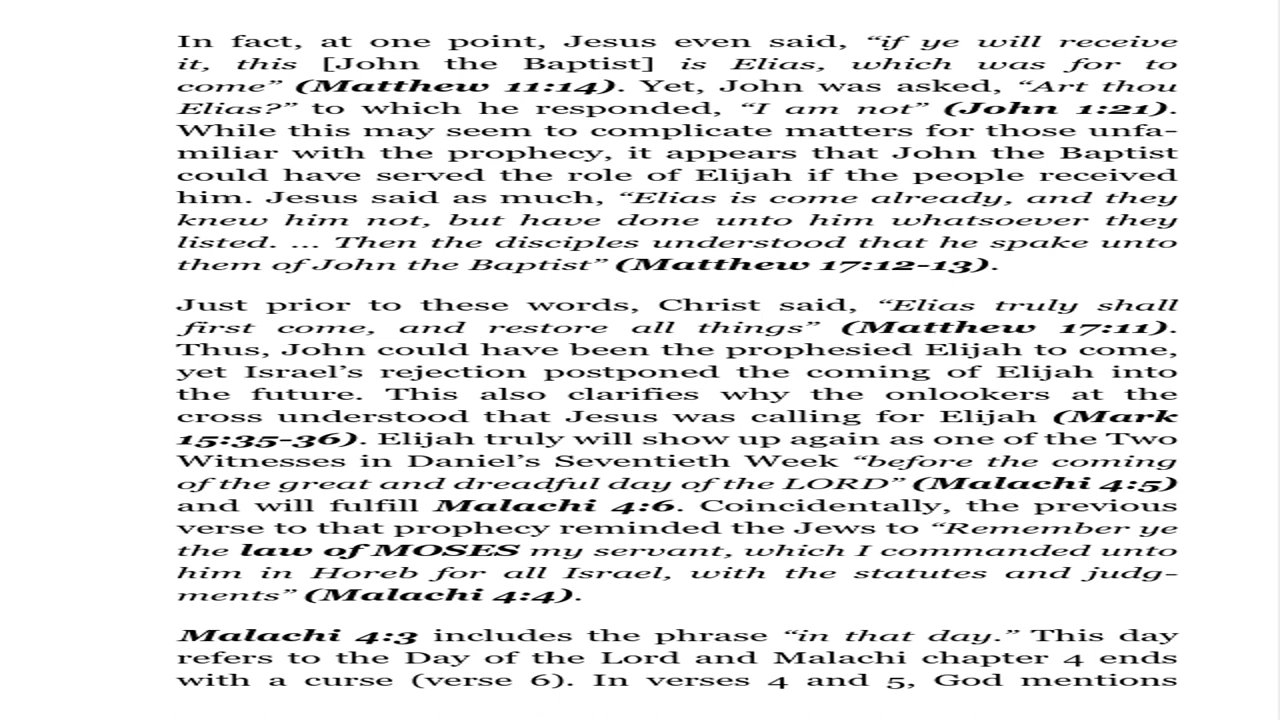 In fact, at one point, Jesus even said, “if ye will receive
it, this [John the Baptist] is Elias, which was for to
come” (Matthew 11:14). Yet, John was asked, “Art thou
Elias?” to which he responded, “I am not” (John 1:21).
While this may seem to complicate matters for those unfa-
miliar with the prophecy, it appears that John the Baptist
could have served the role of Elijah if the people received
him. Jesus said as much, “Elias is come already, and they
knew him not, but have done unto him whatsoever they
listed. ... Then the disciples understood that he spake unto
them of John the Baptist” (Matthew 17:12-13).
Just prior to these words, Christ said, “Elias truly shall
first come, and restore all things” (Matthew 17:11).
Thus, John could have been the prophesied Elijah to come,
yet Israel’s rejection postponed the coming of Elijah into
the future. This also clarifies why the onlookers at the
cross understood that Jesus was calling for Elijah (Mark
15:35-36). Elijah truly will show up again as one of the Two
Witnesses in Daniel’s Seventieth Week “before the coming
of the great and dreadful day of the LORD” (Malachi 4:5)
and will fulfill Malachi 4:6. Coincidentally, the previous
verse to that prophecy reminded the Jews to “Remember ye
the law of MOSES my servant, which I commanded unto
him in Horeb for all Israel, with the statutes and judg-
ments” (Malachi 4:4).
Malachi 4:3 includes the phrase “in that day.” This day
refers to the Day of the Lord and Malachi chapter 4 ends
with a curse (verse 6). In verses 4 and 5, God mentions